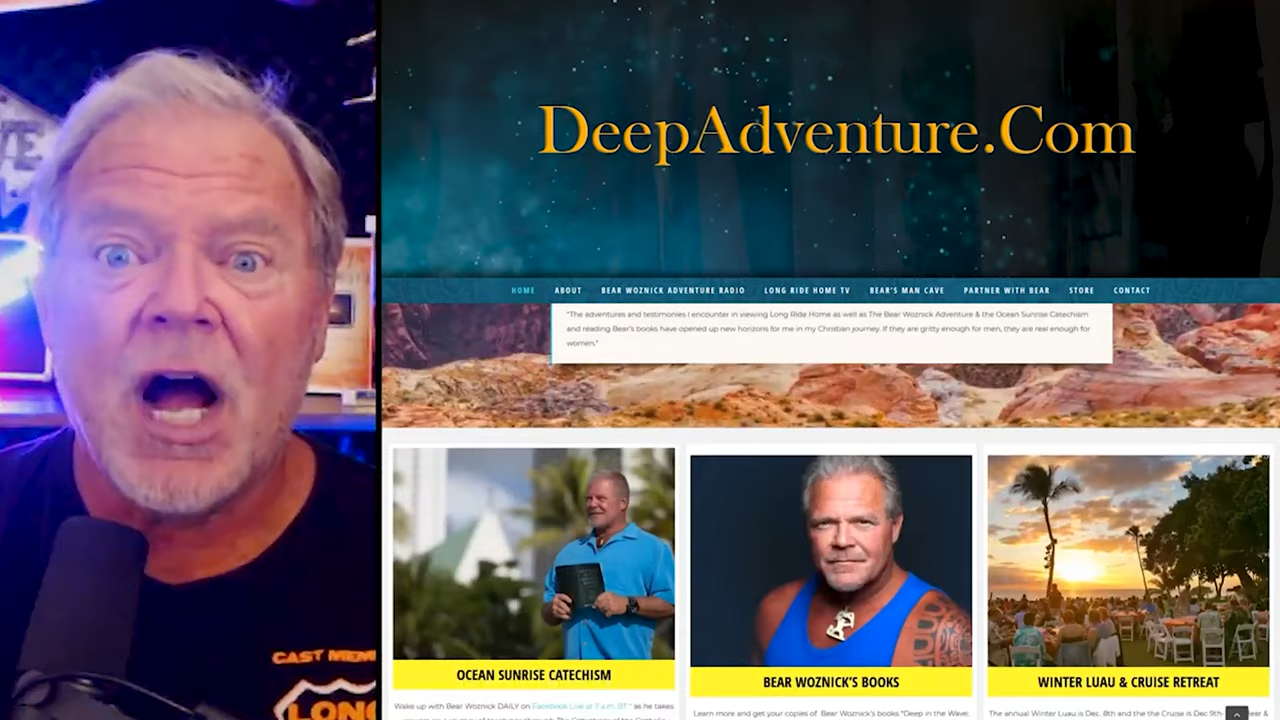 DeepAdventure.Com
HOME ABOUT BEAR WOZNICK ADVENTURE RADIO LONG RIDE HOME TV BEAR'S MAN CAVE PARTNER WITH BEAR STORE CONTACT
"The adventures and testimonies I encounter in viewing Long Ride Home as well as The Bear Woznick Adventure & the Ocean Sunrise Catechism
and reading Bear's books have opened up new horizons for me in my Christian journey. If they are gritty enough for men, they are real enough for
women."
OCEAN SUNRISE CATECHISM
Wake up with Bear Woznick DAILY on Facebook Live at 7 a.m. BT " as he takes
BEAR WOZNICK'S BOOKS
Learn more and get your copies of Bear Woznick's books "Deep in the Wave:
WINTER LUAU & CRUISE RETREAT
The annual Winter Luau is Dec. 8th and the the Cruise is Dec 9th
CAST MEM
LONG